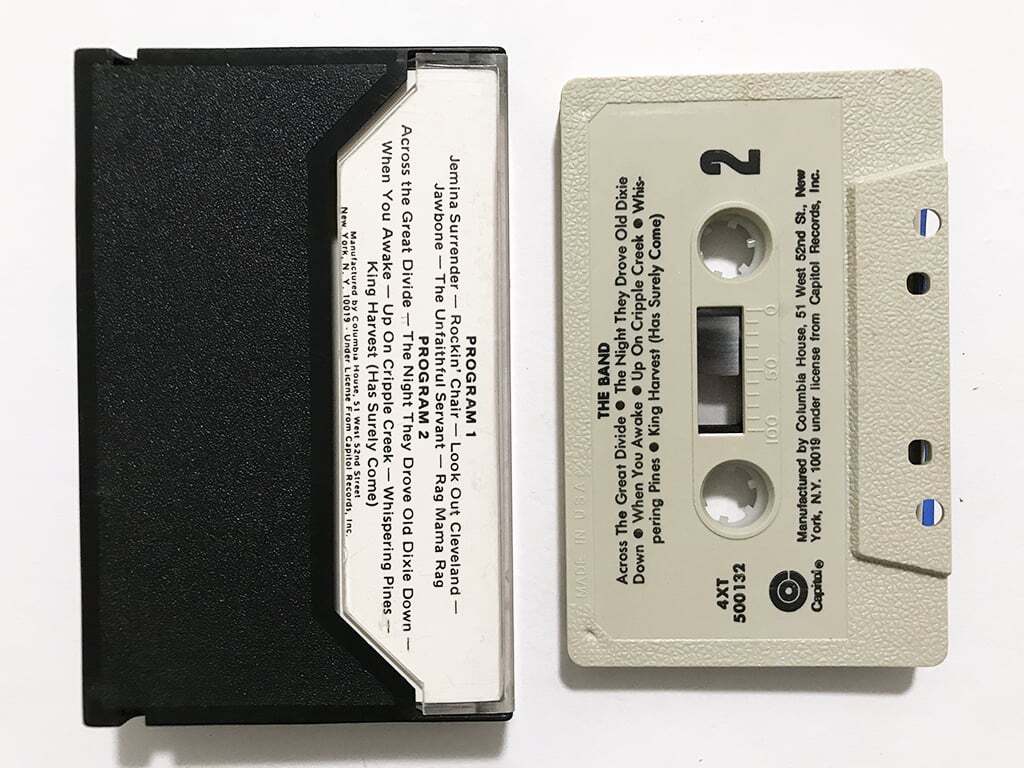 PROGRAM 1
Jemina Surrender — Rockin' Chair — Look Out Cleveland —
Jawbone — The Unfaithful Servant — Rag Mama Rag
PROGRAM 2
Across the Great Divide — The Night They Drove Old Dixie Down —
When You Awake — Up On Cripple Creek — Whispering Pines —
King Harvest (Has Surely Come)
Manufactured by Columbia House, 51 West 52nd Street
New York, N. Y. 10019 · Under License From Capitol Records, Inc.
MADE IN U.S.A.
THE BAND
Across The Great Divide ● The Night They Drove Old Dixie
Down ● When You Awake ● Up On Cripple Creek ● Whis-
pering Pines ● King Harvest (Has Surely Come)
2
0 50 100
4XT
500132
Manufactured by Columbia House, 51 West 52nd St., New
York, N.Y. 10019 under license from Capitol Records, Inc.
Capitol®